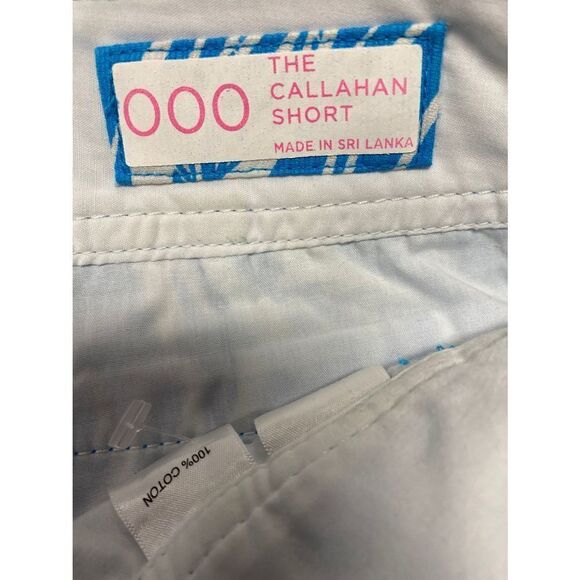 000
THE
CALLAHAN
SHORT
MADE IN SRI LANKA
100% COTON